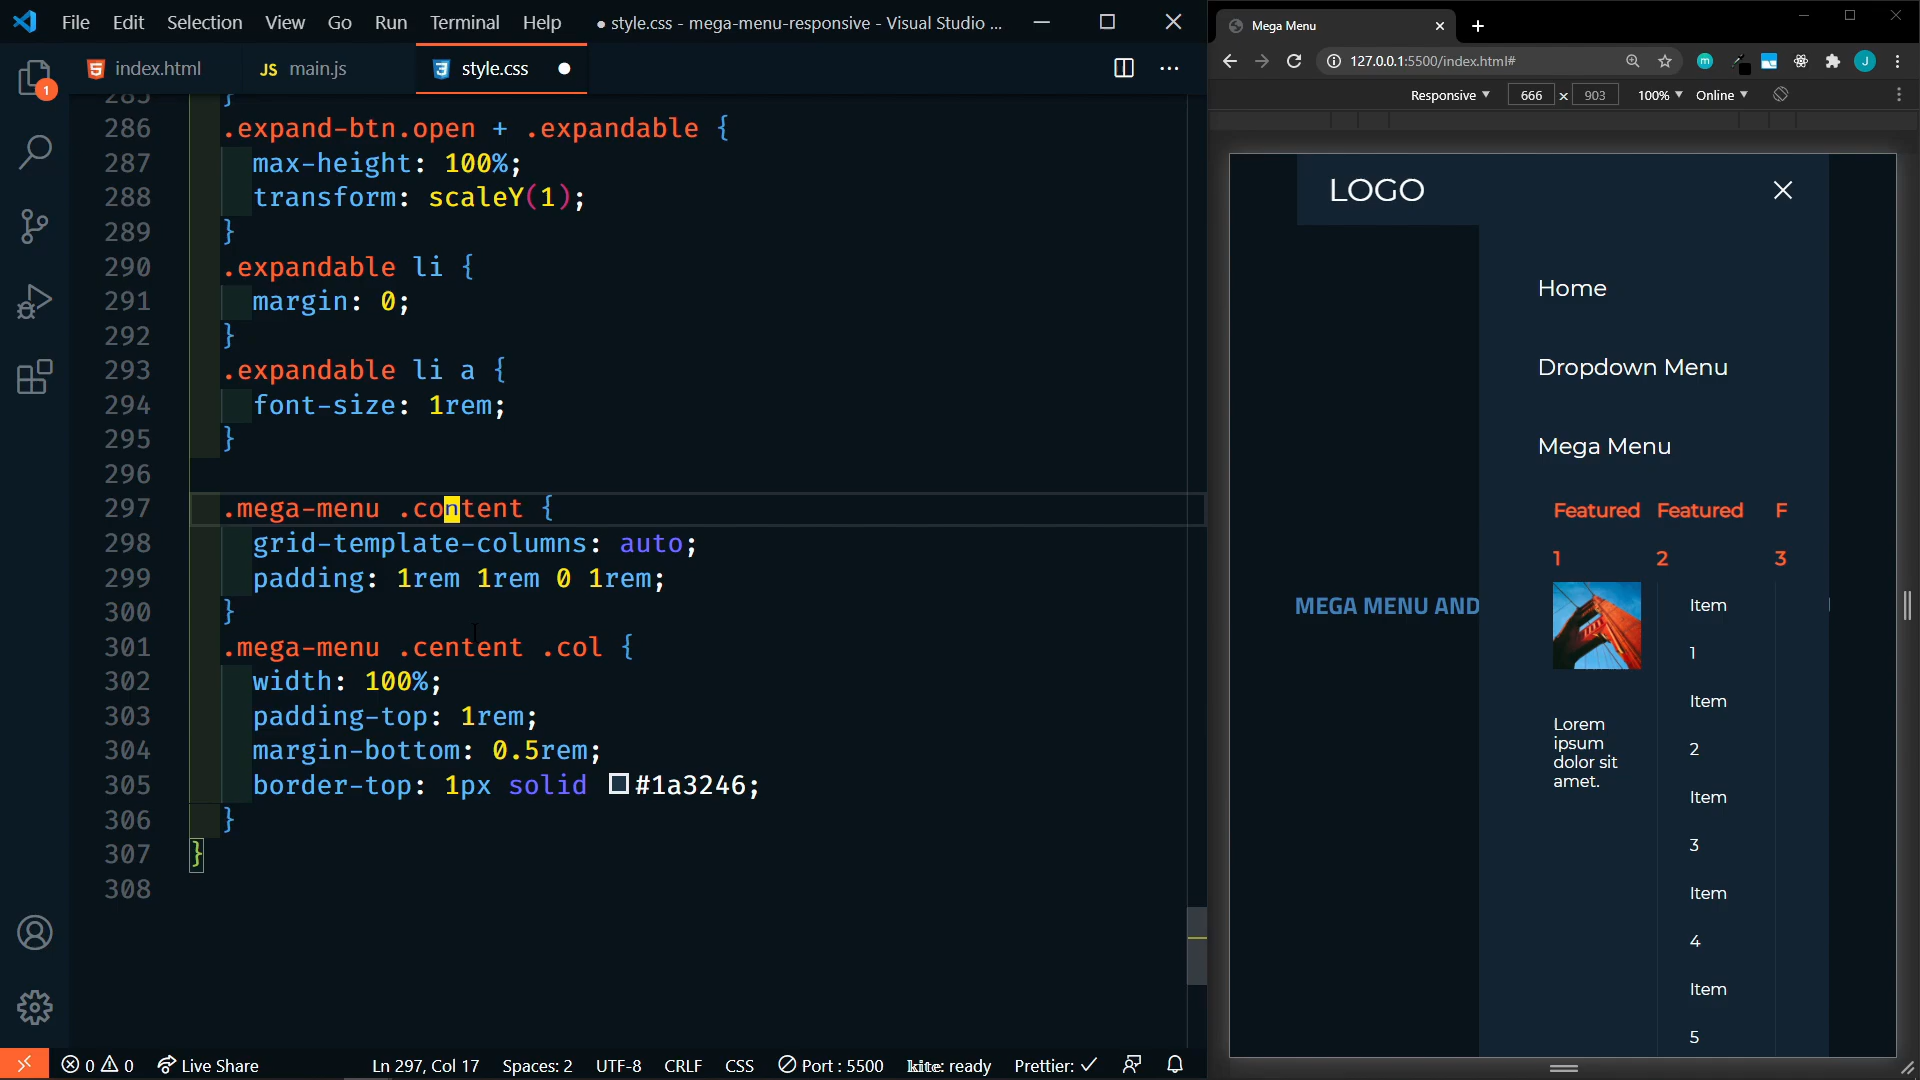 File Edit Selection View Go Run Terminal Help ● style.css - mega-menu-responsive - Visual Studio ...
index.html JS main.js style.css
1
285 }
286 .expand-btn.open + .expandable {
287 max-height: 100%;
288 transform: scaleY(1);
289 }
290 .expandable li {
291 margin: 0;
292 }
293 .expandable li a {
294 font-size: 1rem;
295 }
296
297 .mega-menu .content {
298 grid-template-columns: auto;
299 padding: 1rem 1rem 0 1rem;
300 }
301 .mega-menu .centent .col {
302 width: 100%;
303 padding-top: 1rem;
304 margin-bottom: 0.5rem;
305 border-top: 1px solid #1a3246;
306 }
307 }
308
0 0 Live Share Ln 297, Col 17 Spaces: 2 UTF-8 CRLF CSS Port : 5500 kite: ready Prettier: ✓
Mega Menu
127.0.0.1:5500/index.html#
m J
Responsive 666 x 903 100% Online
LOGO
Home
Dropdown Menu
Mega Menu
Featured Featured F
1 2 3
MEGA MENU AND
Lorem
ipsum
dolor sit
amet.
Item
1
Item
2
Item
3
Item
4
Item
5